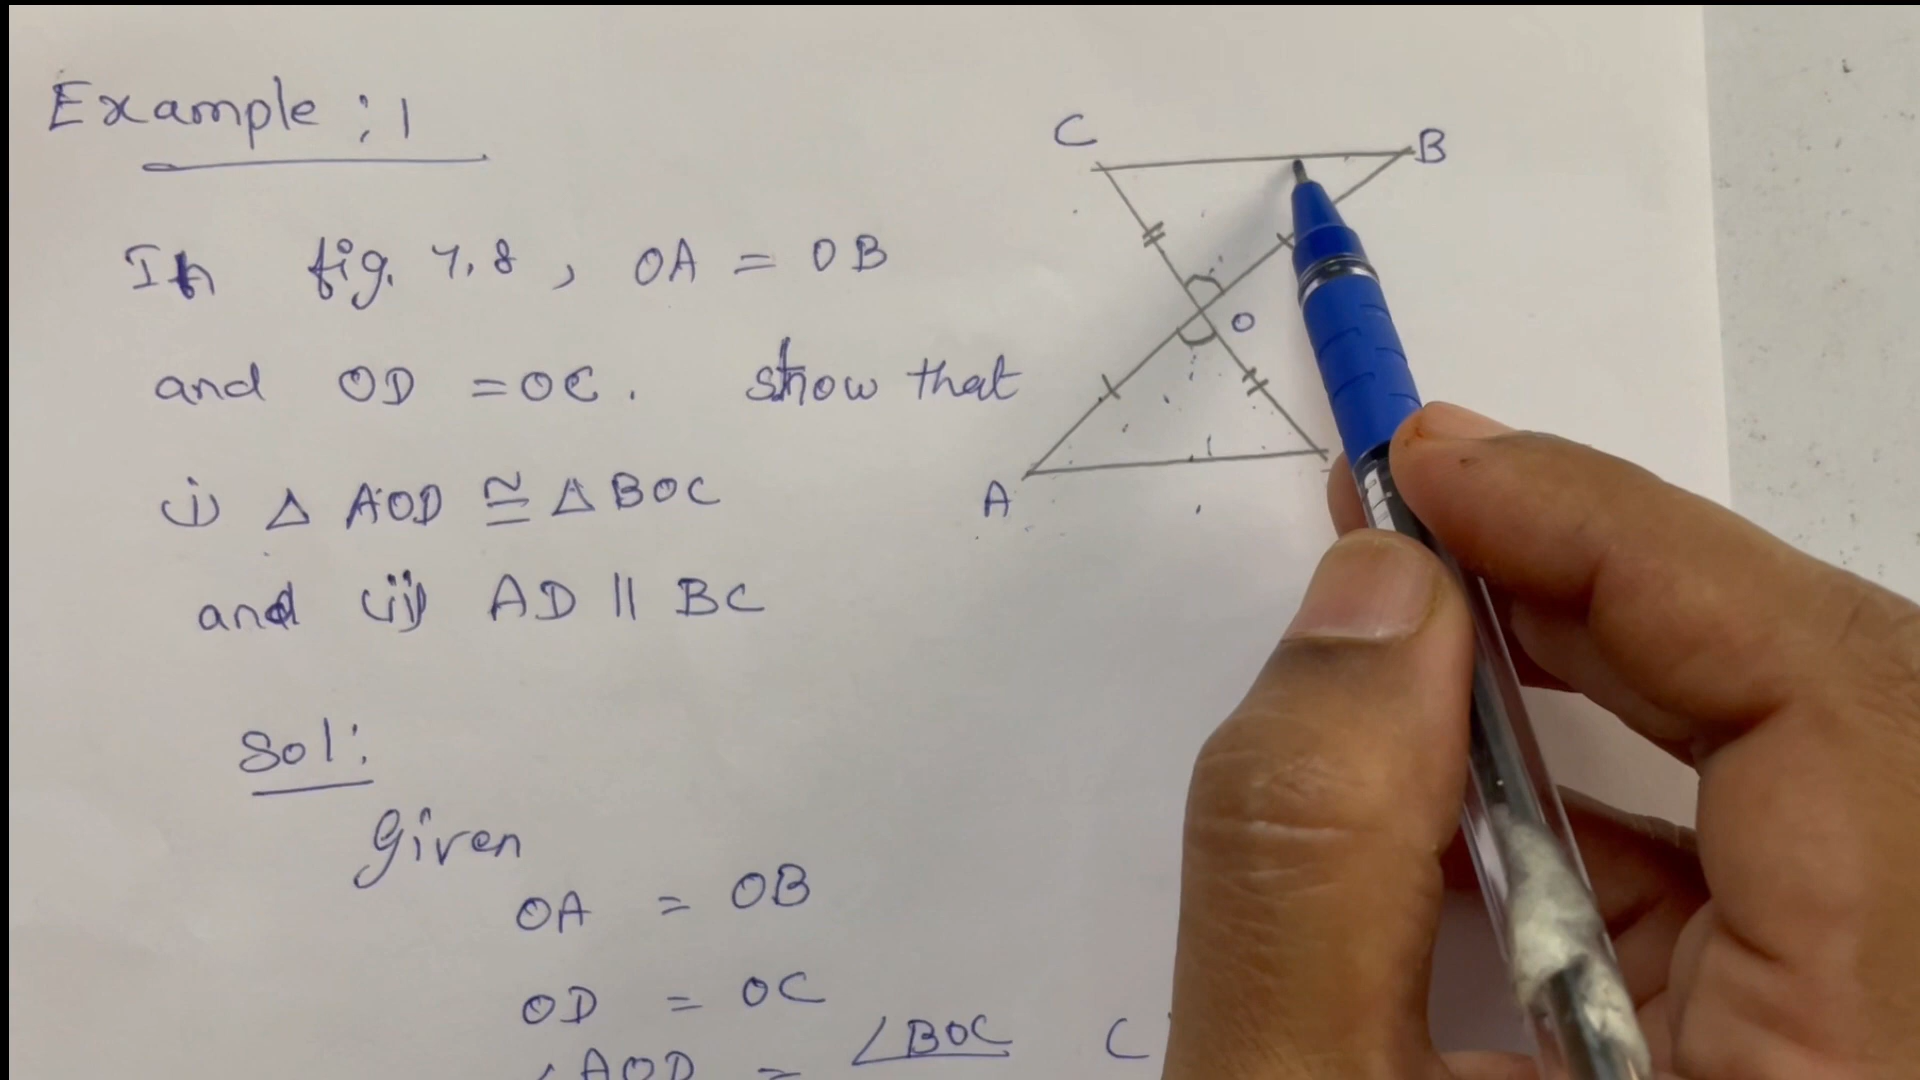 Example : 1
In fig. 7.8, OA = OB
and OD = OC. show that
(i) △ AOD ≅ △ BOC
and (ii) AD || BC
Sol:
Given
OA = OB
OD = OC
∠AOD = ∠BOC (
C
B
O
A